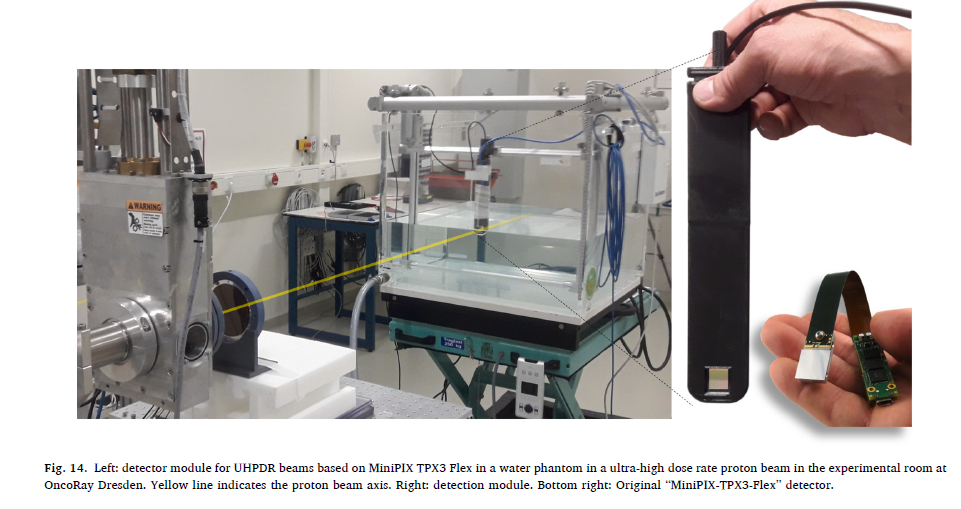 WARNING
Fig. 14. Left: detector module for UHPDR beams based on MiniPIX TPX3 Flex in a water phantom in a ultra-high dose rate proton beam in the experimental room at
OncoRay Dresden. Yellow line indicates the proton beam axis. Right: detection module. Bottom right: Original “MiniPIX-TPX3-Flex” detector.